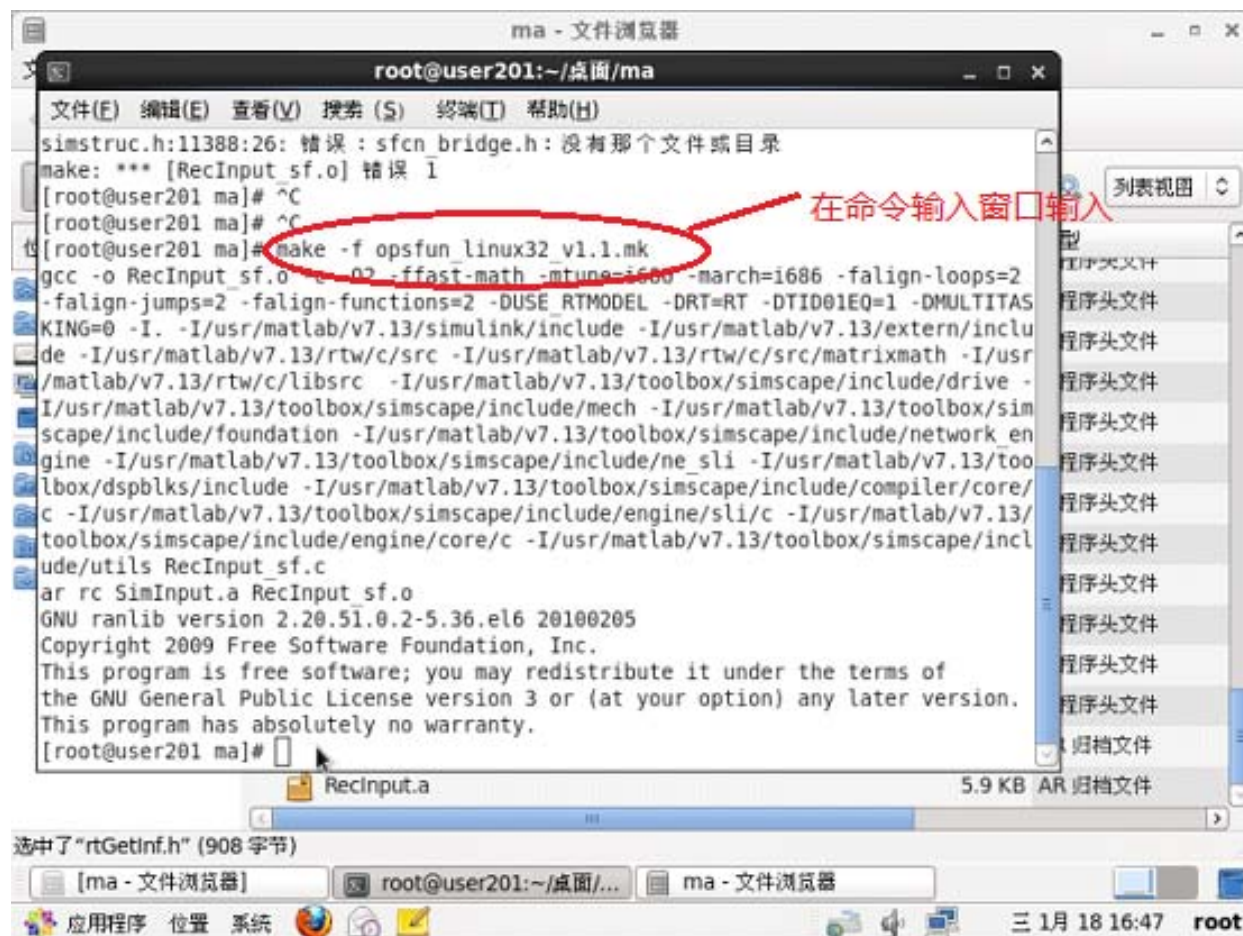 ma - 文件浏览器
root@user201:~/桌面/ma
文件(F) 编辑(E) 查看(V) 搜索 (S) 终端(T) 帮助(H)
simstruc.h:11388:26: 错误：sfcn_bridge.h：没有那个文件或目录
make: *** [RecInput_sf.o] 错误 1
[root@user201 ma]# ^C
[root@user201 ma]# ^C
[root@user201 ma]# make -f opsfun_linux32_v1.1.mk
在命令输入窗口输入
gcc -o RecInput_sf.o -c -O2 -ffast-math -mtune=i686 -march=i686 -falign-loops=2
-falign-jumps=2 -falign-functions=2 -DUSE_RTMODEL -DRT=RT -DTID01EQ=1 -DMULTITAS
KING=0 -I. -I/usr/matlab/v7.13/simulink/include -I/usr/matlab/v7.13/extern/inclu
de -I/usr/matlab/v7.13/rtw/c/src -I/usr/matlab/v7.13/rtw/c/src/matrixmath -I/usr
/matlab/v7.13/rtw/c/libsrc -I/usr/matlab/v7.13/toolbox/simscape/include/drive -
I/usr/matlab/v7.13/toolbox/simscape/include/mech -I/usr/matlab/v7.13/toolbox/sim
scape/include/foundation -I/usr/matlab/v7.13/toolbox/simscape/include/network_en
gine -I/usr/matlab/v7.13/toolbox/simscape/include/ne_sli -I/usr/matlab/v7.13/too
lbox/dspblks/include -I/usr/matlab/v7.13/toolbox/simscape/include/compiler/core/
c -I/usr/matlab/v7.13/toolbox/simscape/include/engine/sli/c -I/usr/matlab/v7.13/
toolbox/simscape/include/engine/core/c -I/usr/matlab/v7.13/toolbox/simscape/incl
ude/utils RecInput_sf.c
ar rc SimInput.a RecInput_sf.o
GNU ranlib version 2.20.51.0.2-5.36.el6 20100205
Copyright 2009 Free Software Foundation, Inc.
This program is free software; you may redistribute it under the terms of
the GNU General Public License version 3 or (at your option) any later version.
This program has absolutely no warranty.
[root@user201 ma]#
列表视图
型
程序头文件
程序头文件
程序头文件
程序头文件
程序头文件
程序头文件
程序头文件
程序头文件
程序头文件
程序头文件
程序头文件
归档文件
RecInput.a 5.9 KB AR 归档文件
选中了"rtGetInf.h" (908 字节)
[ma - 文件浏览器] root@user201:~/桌面/... ma - 文件浏览器
应用程序 位置 系统 三 1月 18 16:47 root